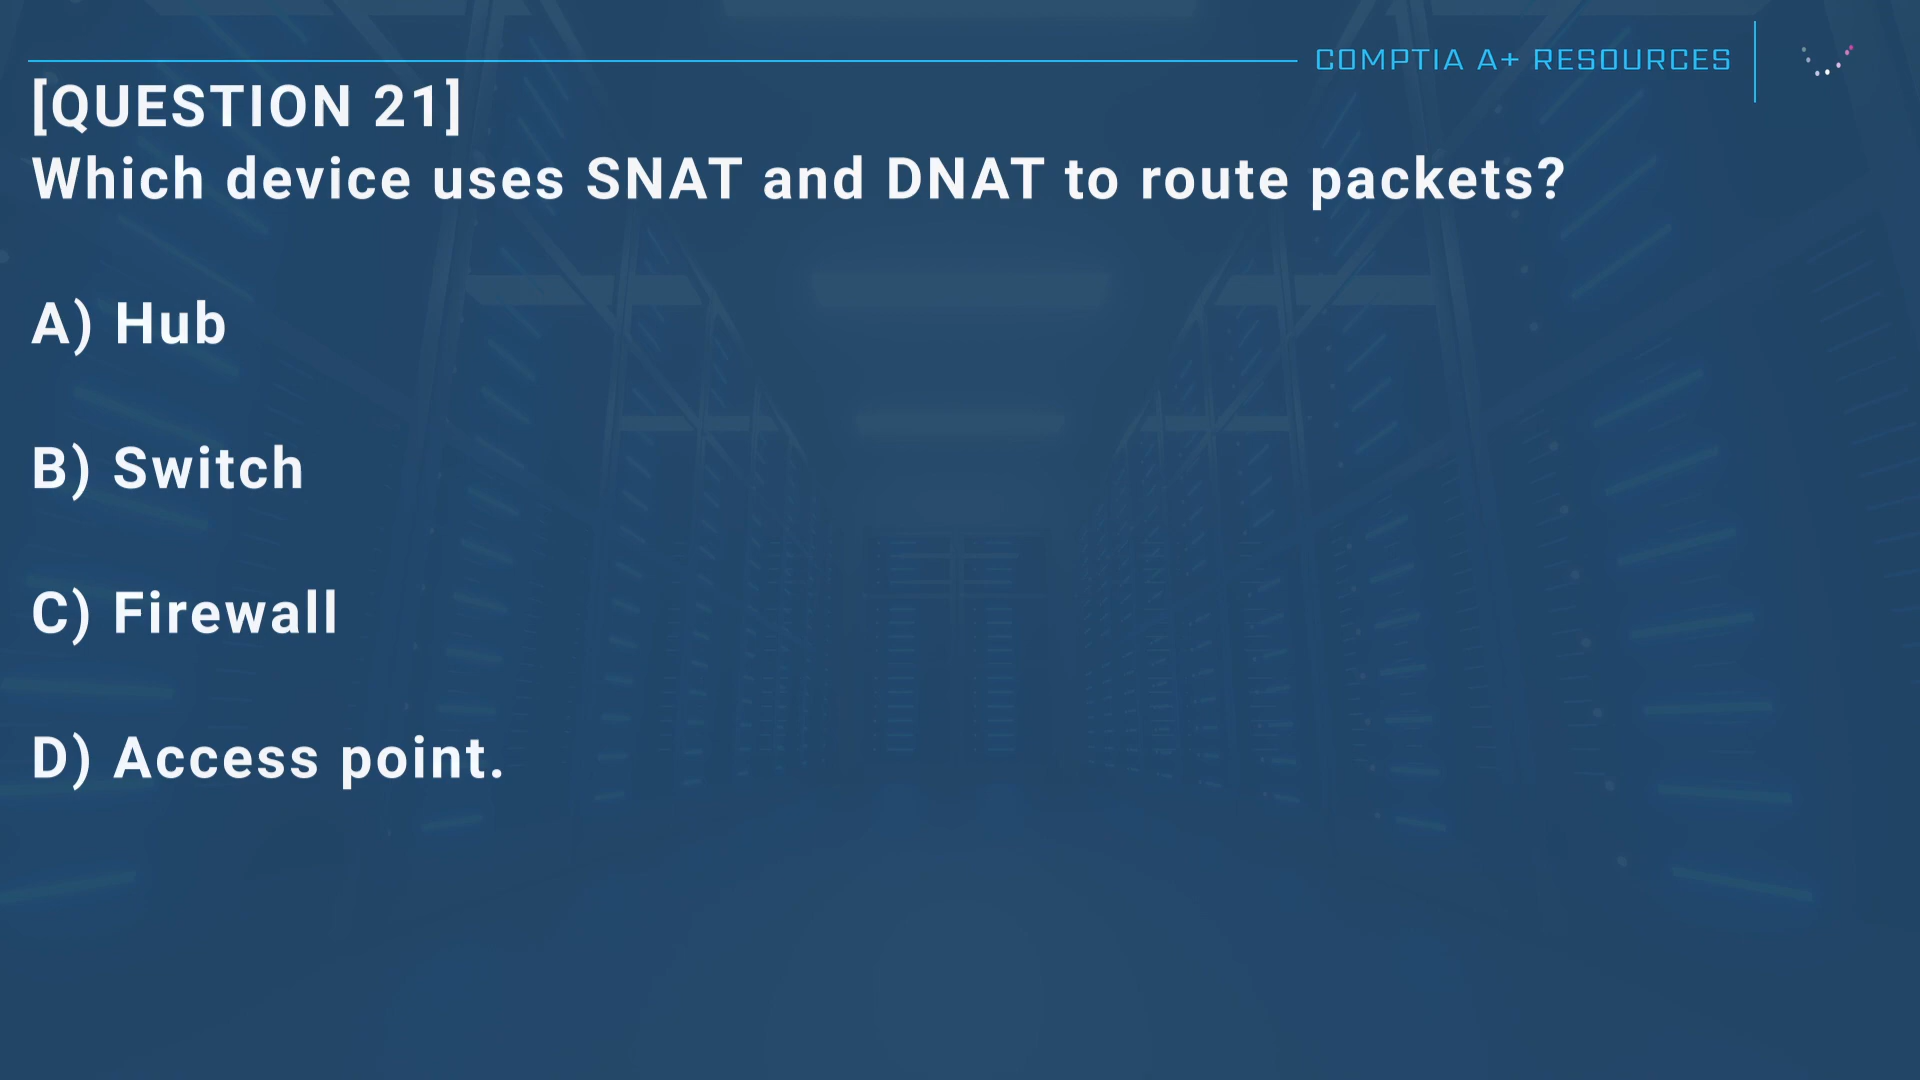 COMPTIA A+ RESOURCES
[QUESTION 21]
Which device uses SNAT and DNAT to route packets?
A) Hub
B) Switch
C) Firewall
D) Access point.